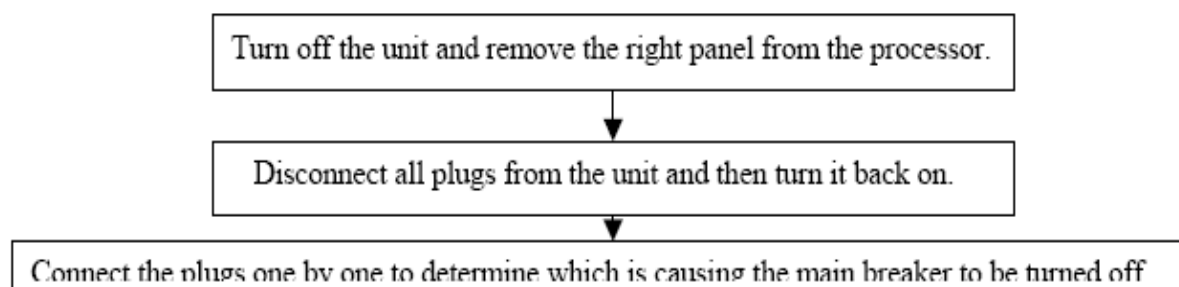 Turn off the unit and remove the right panel from the processor.
Disconnect all plugs from the unit and then turn it back on.
Connect the plugs one by one to determine which is causing the main breaker to be turned off